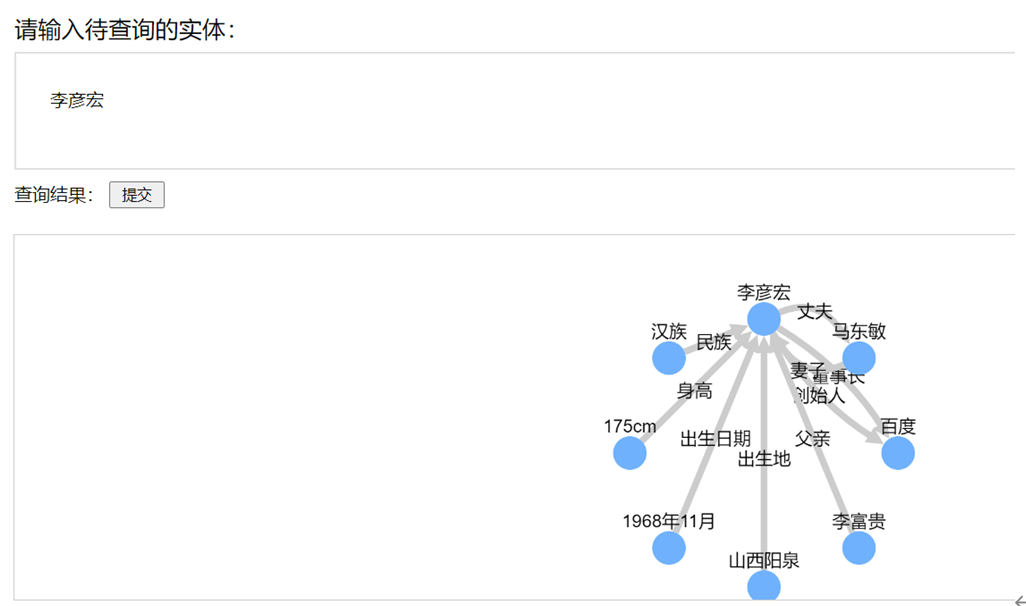 请输入待查询的实体：
李彦宏
查询结果： 提交
李彦宏
丈夫
汉族
民族
马东敏
妻子
董事长
身高
创始人
175cm
百度
出生日期
父亲
出生地
1968年11月
李富贵
山西阳泉